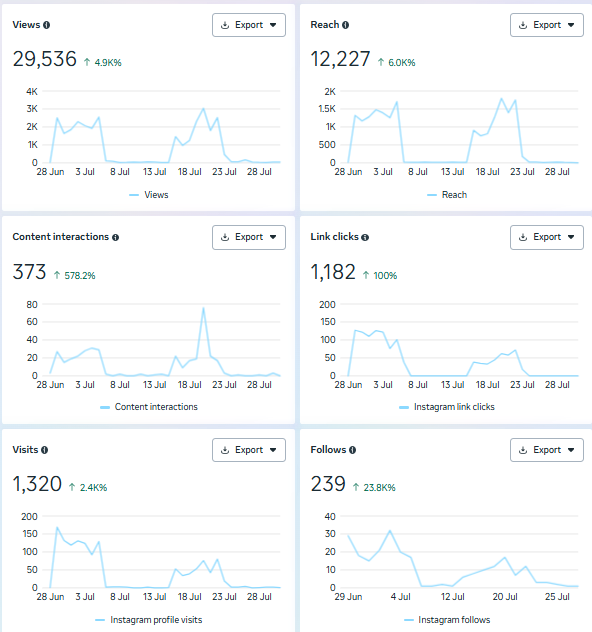 Views
Export
29,536 ↑ 4.9K%
4K
3K
2K
1K
0
28 Jun 3 Jul 8 Jul 13 Jul 18 Jul 23 Jul 28 Jul
Views
Reach
Export
12,227 ↑ 6.0K%
2K
1.5K
1K
500
0
28 Jun 3 Jul 8 Jul 13 Jul 18 Jul 23 Jul 28 Jul
Reach
Content interactions
Export
373 ↑ 578.2%
80
60
40
20
0
28 Jun 3 Jul 8 Jul 13 Jul 18 Jul 23 Jul 28 Jul
Content interactions
Link clicks
Export
1,182 ↑ 100%
200
150
100
50
0
28 Jun 3 Jul 8 Jul 13 Jul 18 Jul 23 Jul 28 Jul
Instagram link clicks
Visits
Export
1,320 ↑ 2.4K%
200
150
100
50
0
28 Jun 3 Jul 8 Jul 13 Jul 18 Jul 23 Jul 28 Jul
Instagram profile visits
Follows
Export
239 ↑ 23.8K%
40
30
20
10
0
29 Jun 4 Jul 12 Jul 20 Jul 25 Jul
Instagram follows